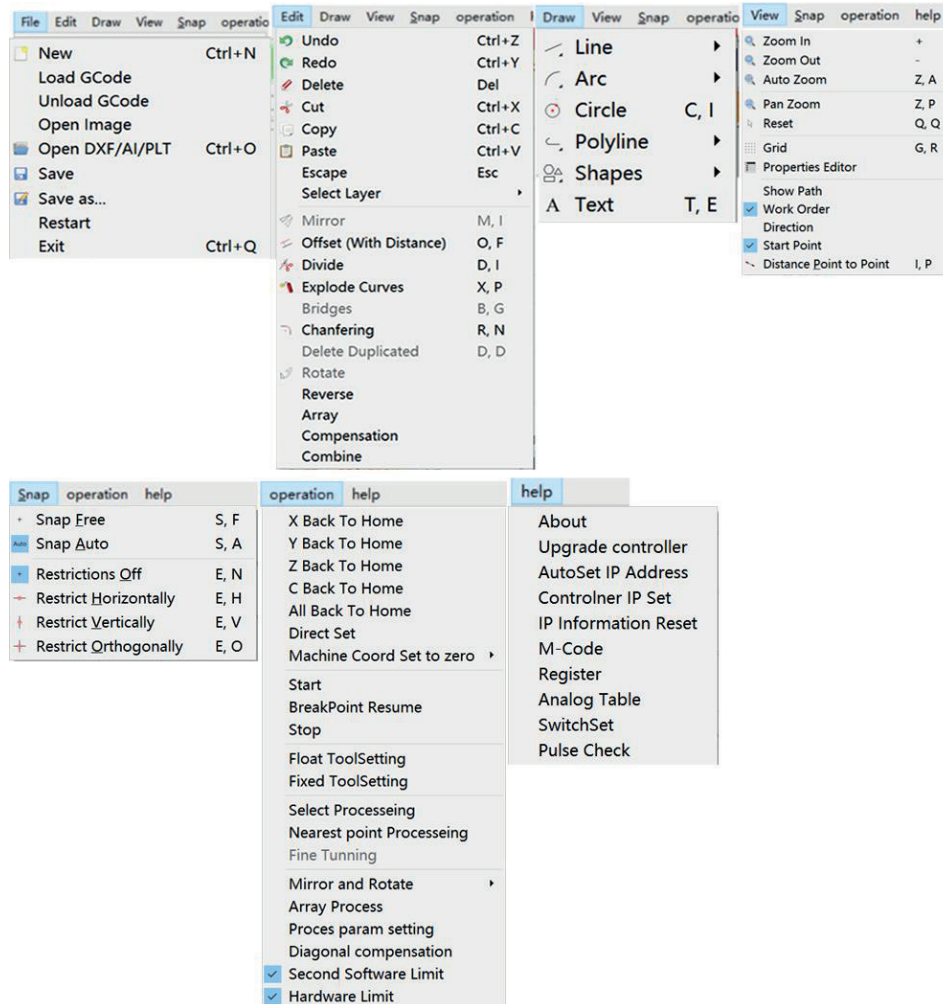 File Edit Draw View Snap operatio
New Ctrl+N
Load GCode
Unload GCode
Open Image
Open DXF/AI/PLT Ctrl+O
Save
Save as...
Restart
Exit Ctrl+Q
Edit Draw View Snap operation
Undo Ctrl+Z
Redo Ctrl+Y
Delete Del
Cut Ctrl+X
Copy Ctrl+C
Paste Ctrl+V
Escape Esc
Select Layer
Mirror M, I
Offset (With Distance) O, F
Divide D, I
Explode Curves X, P
Bridges B, G
Chanfering R, N
Delete Duplicated D, D
Rotate
Reverse
Array
Compensation
Combine
Draw View Snap operatio
Line
Arc
Circle C, I
Polyline
Shapes
A Text T, E
View Snap operation help
Zoom In +
Zoom Out -
Auto Zoom Z, A
Pan Zoom Z, P
Reset Q, Q
Grid G, R
Properties Editor
Show Path
Work Order
Direction
Start Point
Distance Point to Point I, P
Snap operation help
Snap Free S, F
Auto Snap Auto S, A
Restrictions Off E, N
Restrict Horizontally E, H
Restrict Vertically E, V
Restrict Orthogonally E, O
operation help
X Back To Home
Y Back To Home
Z Back To Home
C Back To Home
All Back To Home
Direct Set
Machine Coord Set to zero
Start
BreakPoint Resume
Stop
Float ToolSetting
Fixed ToolSetting
Select Processeing
Nearest point Processeing
Fine Tunning
Mirror and Rotate
Array Process
Proces param setting
Diagonal compensation
Second Software Limit
Hardware Limit
help
About
Upgrade controller
AutoSet IP Address
Controlner IP Set
IP Information Reset
M-Code
Register
Analog Table
SwitchSet
Pulse Check